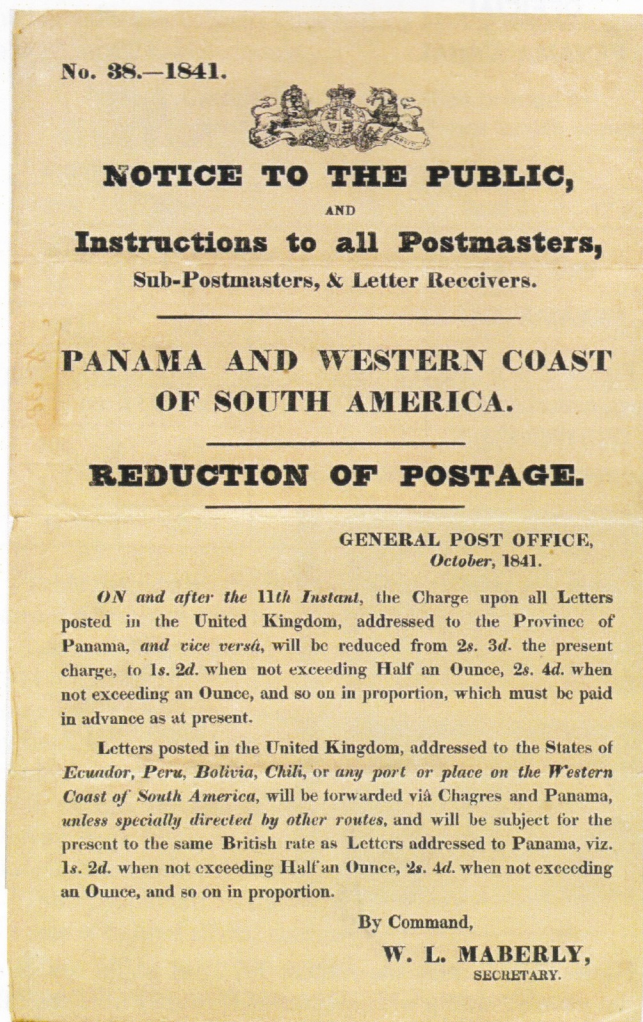 No. 38.—1841.
NOTICE TO THE PUBLIC,
AND
Instructions to all Postmasters,
Sub-Postmasters, & Letter Receivers.
PANAMA AND WESTERN COAST
OF SOUTH AMERICA.
REDUCTION OF POSTAGE.
GENERAL POST OFFICE,
October, 1841.
ON and after the 11th Instant, the Charge upon all Letters
posted in the United Kingdom, addressed to the Province of
Panama, and vice versâ, will be reduced from 2s. 3d. the present
charge, to 1s. 2d. when not exceeding Half an Ounce, 2s. 4d. when
not exceeding an Ounce, and so on in proportion, which must be paid
in advance as at present.
Letters posted in the United Kingdom, addressed to the States of
Ecuador, Peru, Bolivia, Chili, or any port or place on the Western
Coast of South America, will be forwarded viâ Chagres and Panama,
unless specially directed by other routes, and will be subject for the
present to the same British rate as Letters addressed to Panama, viz.
1s. 2d. when not exceeding Half an Ounce, 2s. 4d. when not exceeding
an Ounce, and so on in proportion.
By Command,
W. L. MABERLY,
SECRETARY.